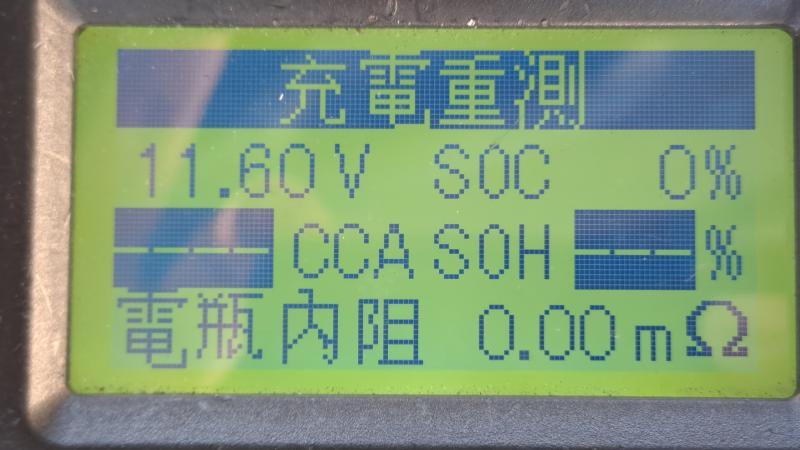 充電重測
11.60V SOC 0%
---- CCA SOH ---%
電瓶內阻 0.00mΩ